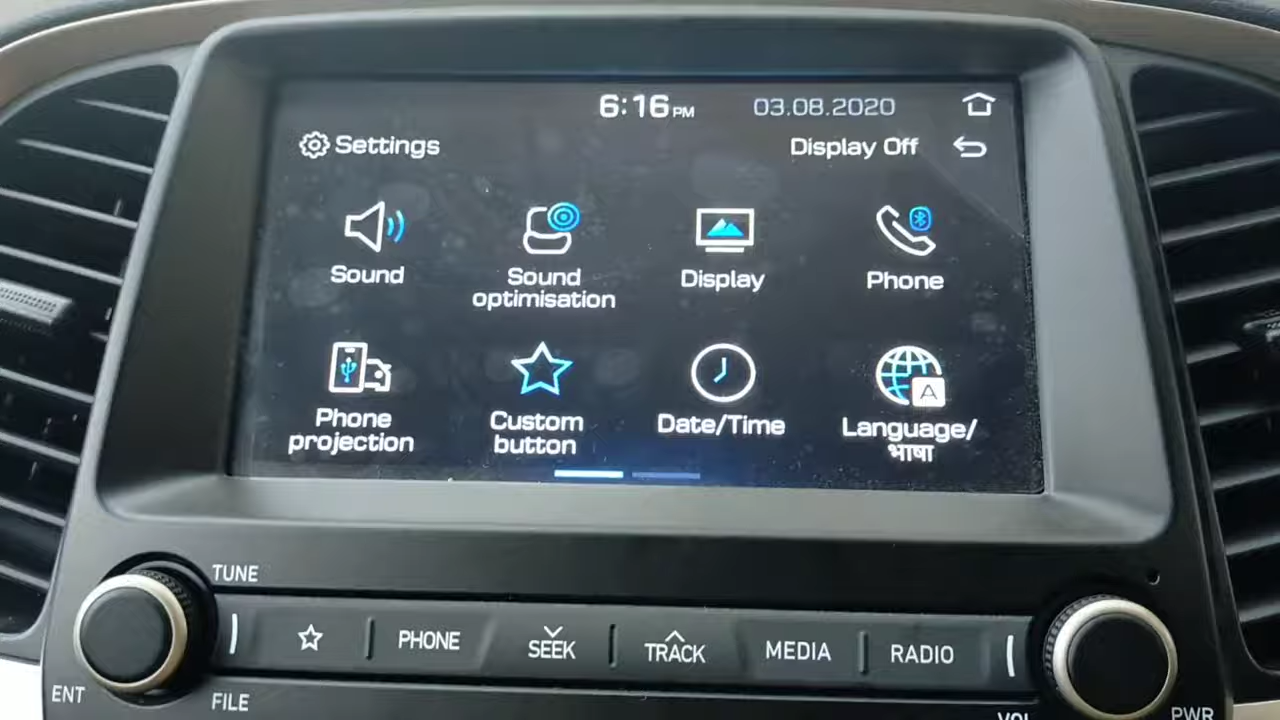 6:16 PM 03.08.2020
Settings Display Off
Sound
Sound
optimisation
Display
Phone
Phone
projection
Custom
button
Date/Time
A
Language/
भाषा
TUNE
PHONE
SEEK
TRACK
MEDIA
RADIO
ENT
FILE
VOL
PWR